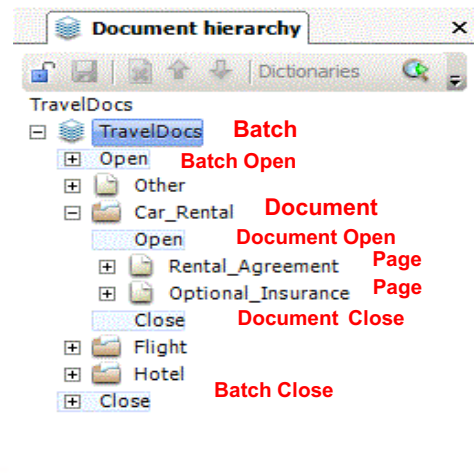 Document hierarchy
Dictionaries
TravelDocs
TravelDocs Batch
Open Batch Open
Other
Car_Rental Document
Open Document Open
Rental_Agreement Page
Optional_Insurance Page
Close Document Close
Flight
Hotel
Batch Close
Close